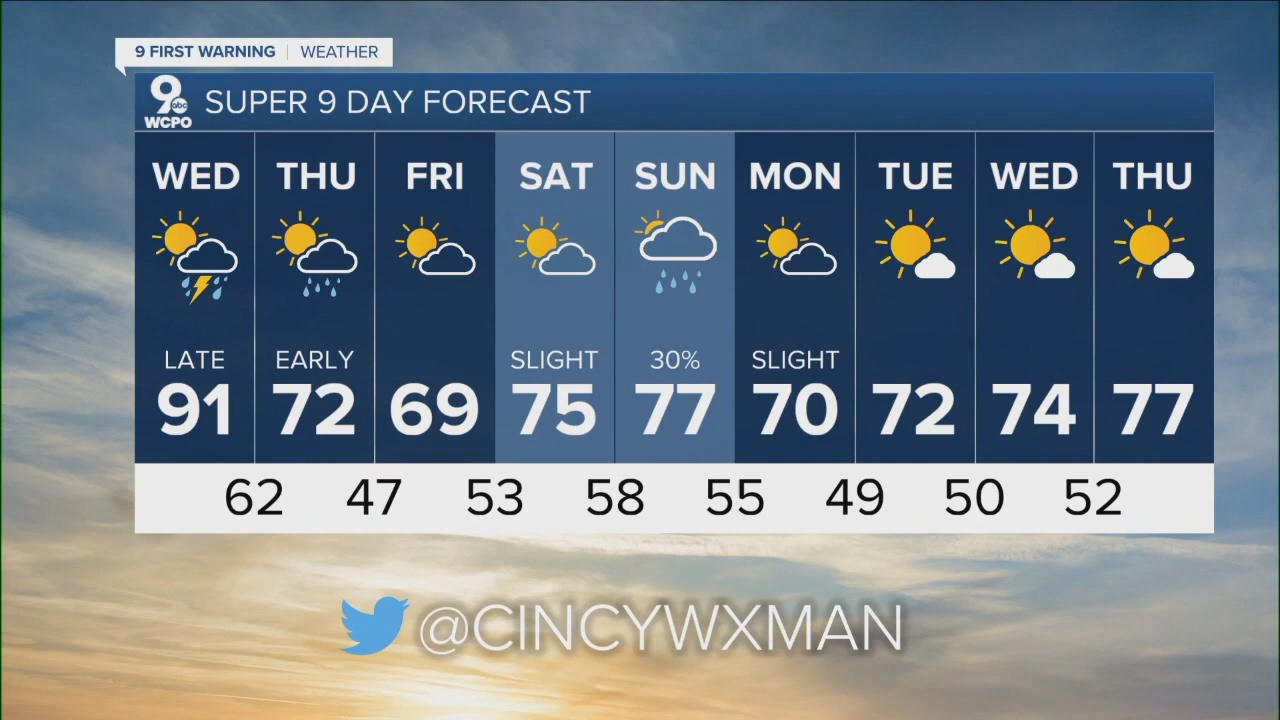 9 FIRST WARNING | WEATHER
9 abc WCPO SUPER 9 DAY FORECAST
WED THU FRI SAT SUN MON TUE WED THU
LATE EARLY SLIGHT 30% SLIGHT
91 72 69 75 77 70 72 74 77
62 47 53 58 55 49 50 52
@CINCYWXMAN